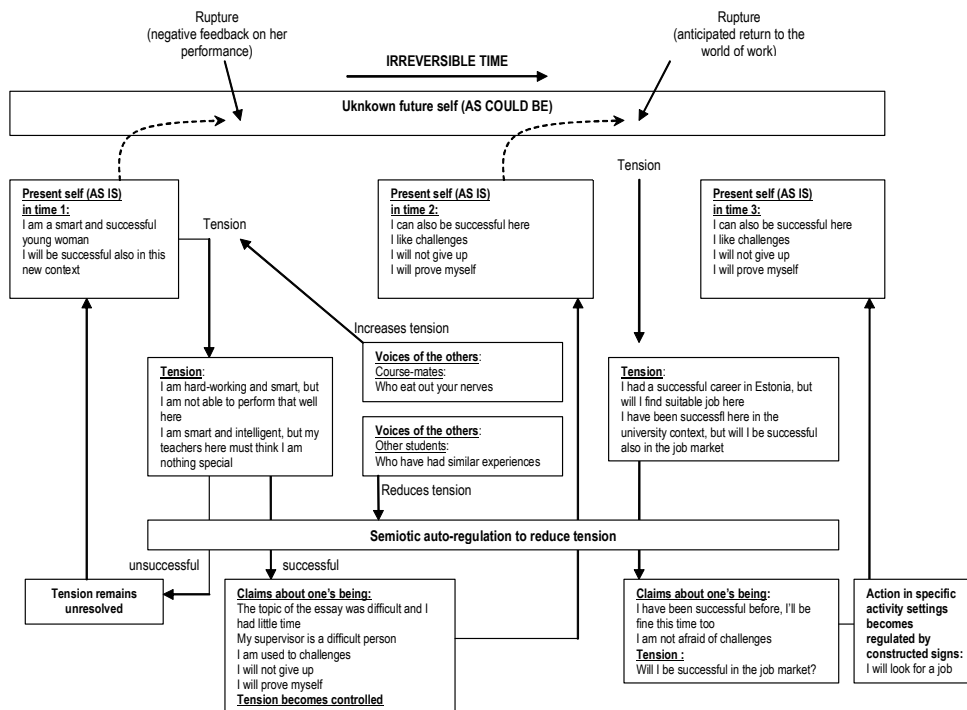 Rupture
(negative feedback on her
performance)
Rupture
(anticipated return to the
world of work)
IRREVERSIBLE TIME
Uknkown future self (AS COULD BE)
Present self (AS IS)
in time 1:
I am a smart and successful
young woman
I will be successful also in this
new context
Tension
Present self (AS IS)
in time 2:
I can also be successful here
I like challenges
I will not give up
I will prove myself
Tension
Present self (AS IS)
in time 3:
I can also be successful here
I like challenges
I will not give up
I will prove myself
Increases tension
Tension:
I am hard-working and smart, but
I am not able to perform that well
here
I am smart and intelligent, but my
teachers here must think I am
nothing special
Voices of the others:
Course-mates:
Who eat out your nerves
Voices of the others:
Other students:
Who have had similar experiences
Reduces tension
Tension:
I had a successful career in Estonia, but
will I find suitable job here
I have been successfl here in the
university context, but will I be successful
also in the job market
Semiotic auto-regulation to reduce tension
unsuccessful
successful
Tension remains
unresolved
Claims about one's being:
The topic of the essay was difficult and I
had little time
My supervisor is a difficult person
I am used to challenges
I will not give up
I will prove myself
Tension becomes controlled
Claims about one's being:
I have been successful before, I'll be
fine this time too
I am not afraid of challenges
Tension :
Will I be successful in the job market?
Action in specific
activity settings
becomes
regulated by
constructed signs:
I will look for a job